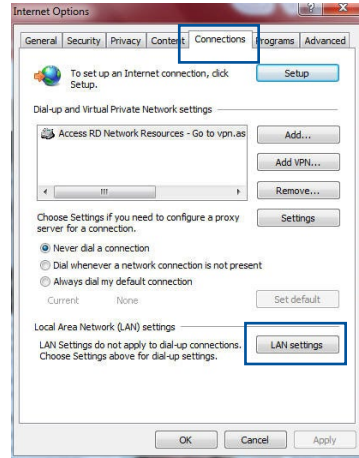 Internet Options
General Security Privacy Content Connections Programs Advanced
To set up an Internet connection, click
Setup.
Setup
Dial-up and Virtual Private Network settings
Access RD Network Resources - Go to vpn.as
Add...
Add VPN...
Remove...
Choose Settings if you need to configure a proxy
server for a connection.
Settings
Never dial a connection
Dial whenever a network connection is not present
Always dial my default connection
Current None
Set default
Local Area Network (LAN) settings
LAN Settings do not apply to dial-up connections.
Choose Settings above for dial-up settings.
LAN settings
OK Cancel Apply